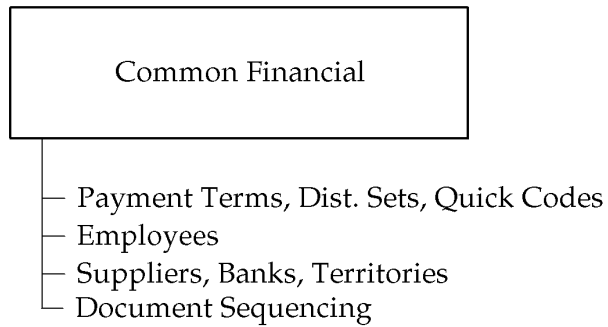 Common Financial
Payment Terms, Dist. Sets, Quick Codes
Employees
Suppliers, Banks, Territories
Document Sequencing